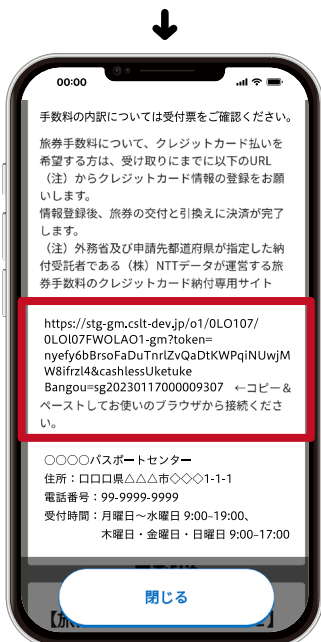 00:00
手数料の内訳については受付票をご確認ください。
旅券手数料について、クレジットカード払いを
希望する方は、受け取りにまでに以下のURL
（注）からクレジットカード情報の登録をお願
いします。
情報登録後、旅券の交付と引換えに決済が完了
します。
（注）外務省及び申請先都道府県が指定した納
付受託者である（株）NTTデータが運営する旅
券手数料のクレジットカード納付専用サイト
https://stg-gm.cslt-dev.jp/o1/0LO107/
0LOl07FWOLAO1-gm?token=
nyefy6bBrsoFaDuTnrlZvQaDtKWPqiNUwjM
W8ifrzl4&cashlessUketuke
Bangou=sg20230117000009307 ←コピー＆
ペーストしてお使いのブラウザから接続くださ
い。
○○○○パスポートセンター
住所：口口口県△△△市◇◇◇1-1-1
電話番号：99-9999-9999
受付時間：月曜日～水曜日 9:00–19:00、
木曜日・金曜日・日曜日 9:00–17:00
閉じる